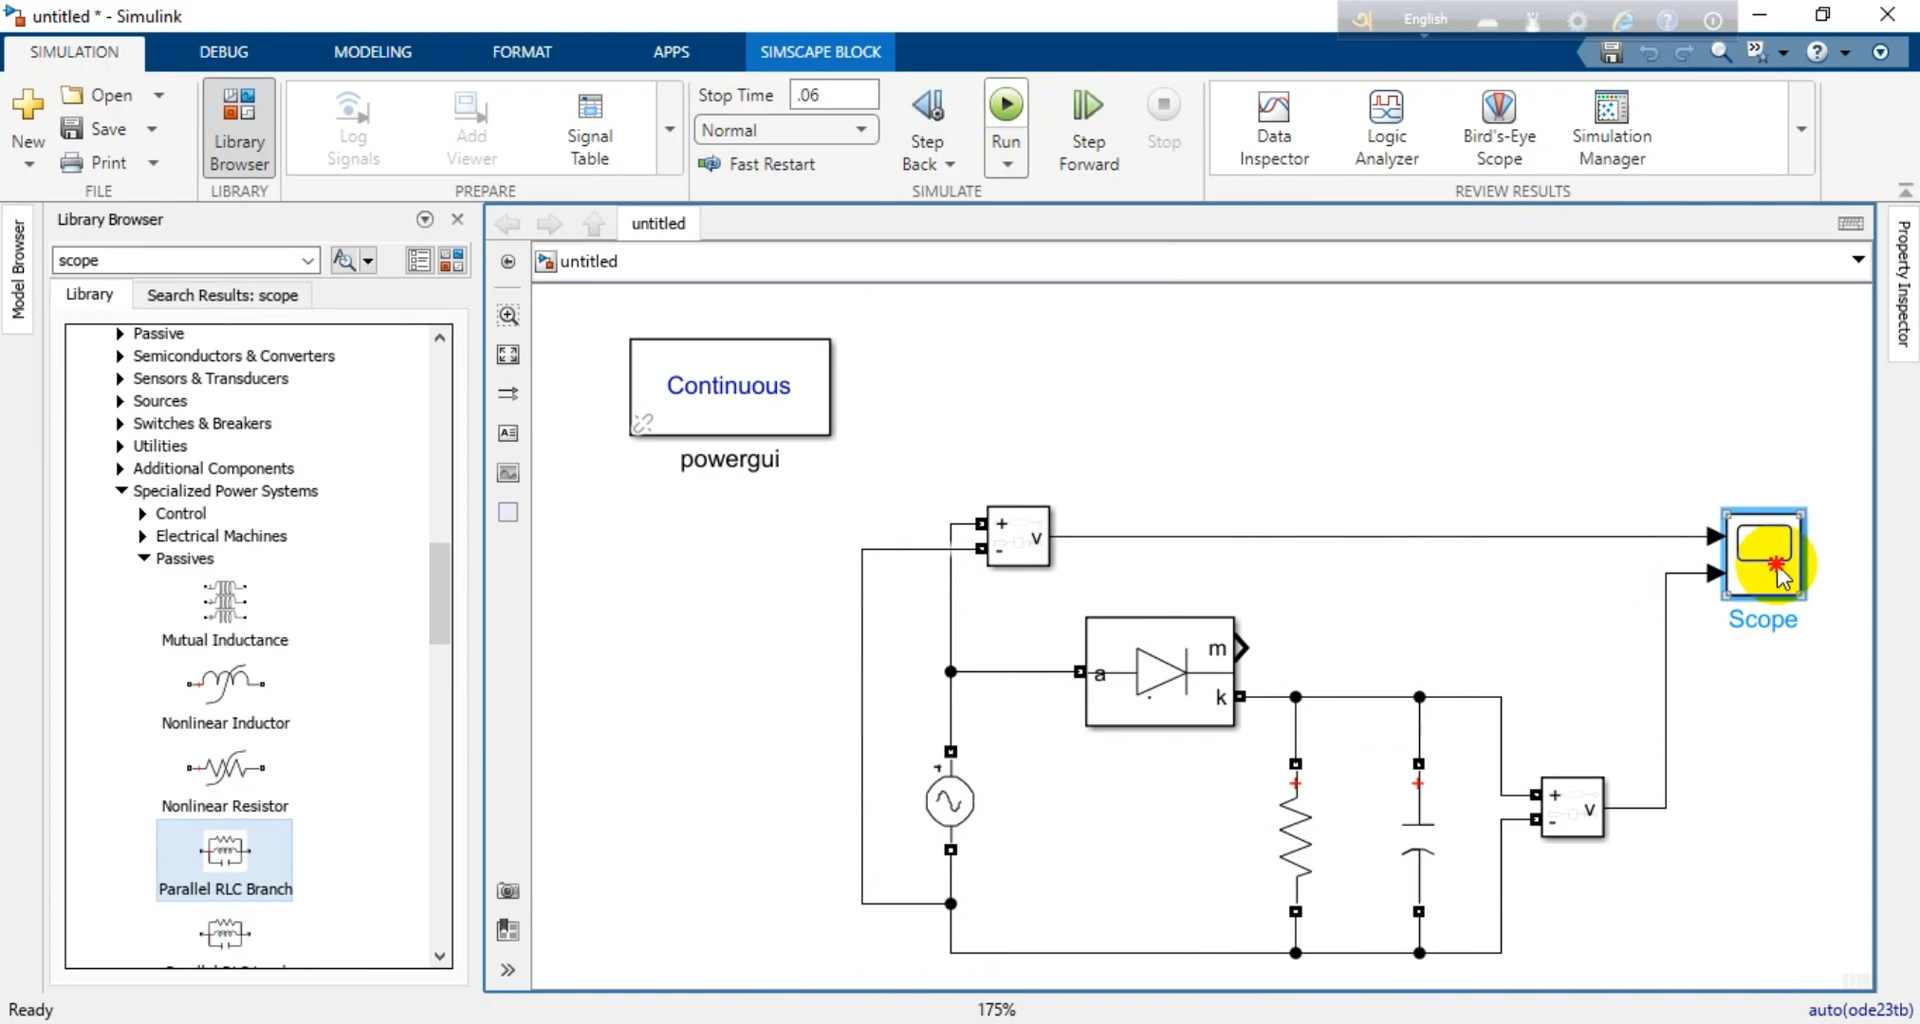 untitled * - Simulink
English
SIMULATION
DEBUG
MODELING
FORMAT
APPS
SIMSCAPE BLOCK
New
Open
Save
Print
FILE
Library
Browser
LIBRARY
Log
Signals
Add
Viewer
Signal
Table
PREPARE
Stop Time
.06
Normal
Fast Restart
Step
Back
Run
Step
Forward
Stop
SIMULATE
Data
Inspector
Logic
Analyzer
Bird's-Eye
Scope
Simulation
Manager
REVIEW RESULTS
Model Browser
Library Browser
scope
Library
Search Results: scope
Passive
Semiconductors & Converters
Sensors & Transducers
Sources
Switches & Breakers
Utilities
Additional Components
Specialized Power Systems
Control
Electrical Machines
Passives
Mutual Inductance
Nonlinear Inductor
Nonlinear Resistor
Parallel RLC Branch
untitled
untitled
Property Inspector
Continuous
powergui
+
-
v
Scope
a
m
k
+
+
+
+
-
v
Ready
175%
auto(ode23tb)